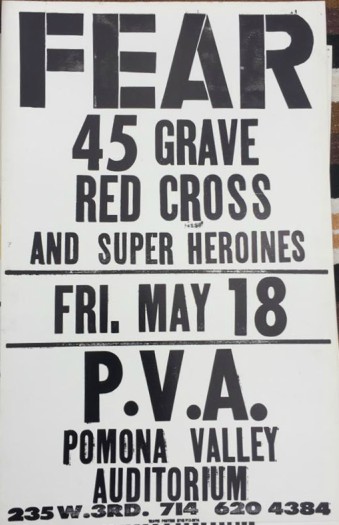 FEAR
45 GRAVE
RED CROSS
AND SUPER HEROINES
FRI. MAY 18
P.V.A.
POMONA VALLEY
AUDITORIUM
235 W. 3RD. 714 620 4384